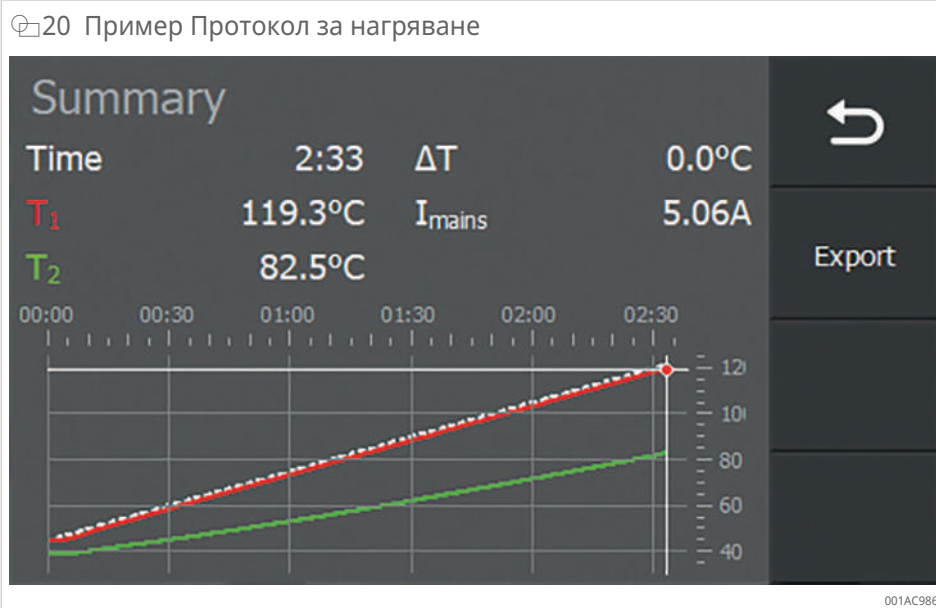 20 Пример Протокол за нагряване
Summary
Time 2:33 ΔT 0.0°C
T1 119.3°C Imains 5.06A
T2 82.5°C
Export
00:00 00:30 01:00 01:30 02:00 02:30
80
60
40
001AC986